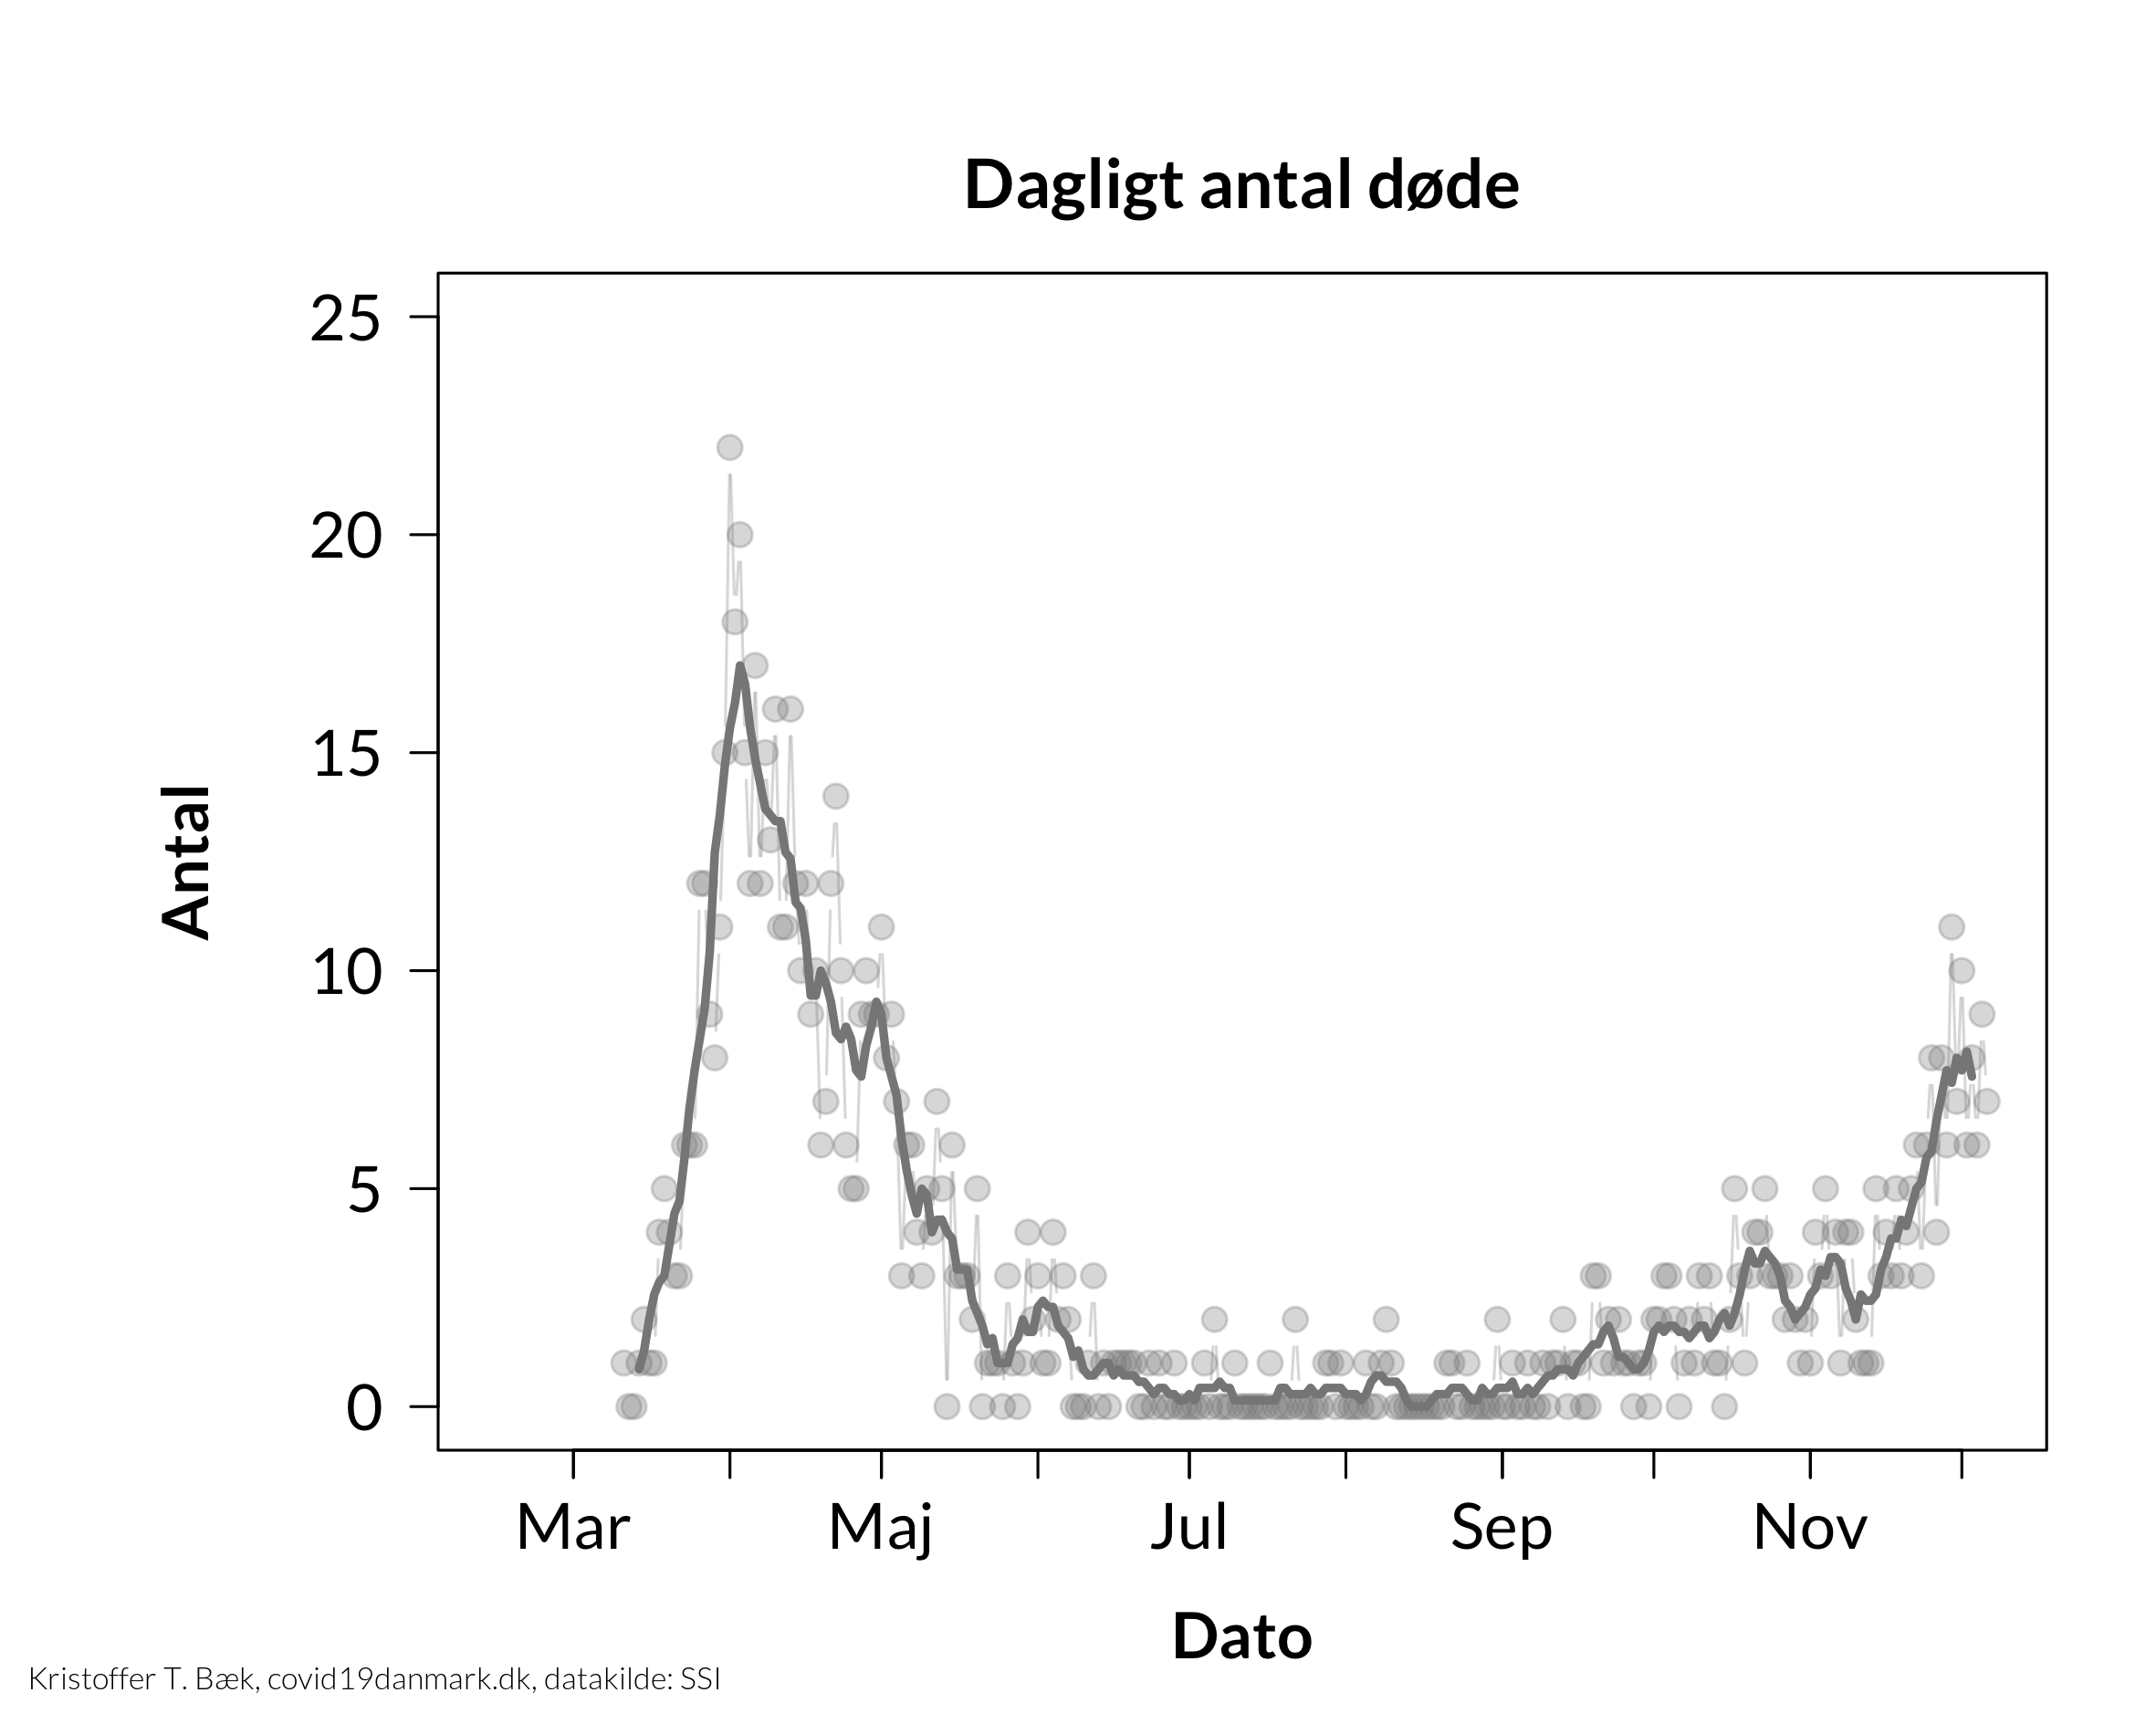 Dagligt antal døde
25
20
15
10
5
0
Antal
Mar Maj Jul Sep Nov
Dato
Kristoffer T. Bæk, covid19danmark.dk, datakilde: SSI